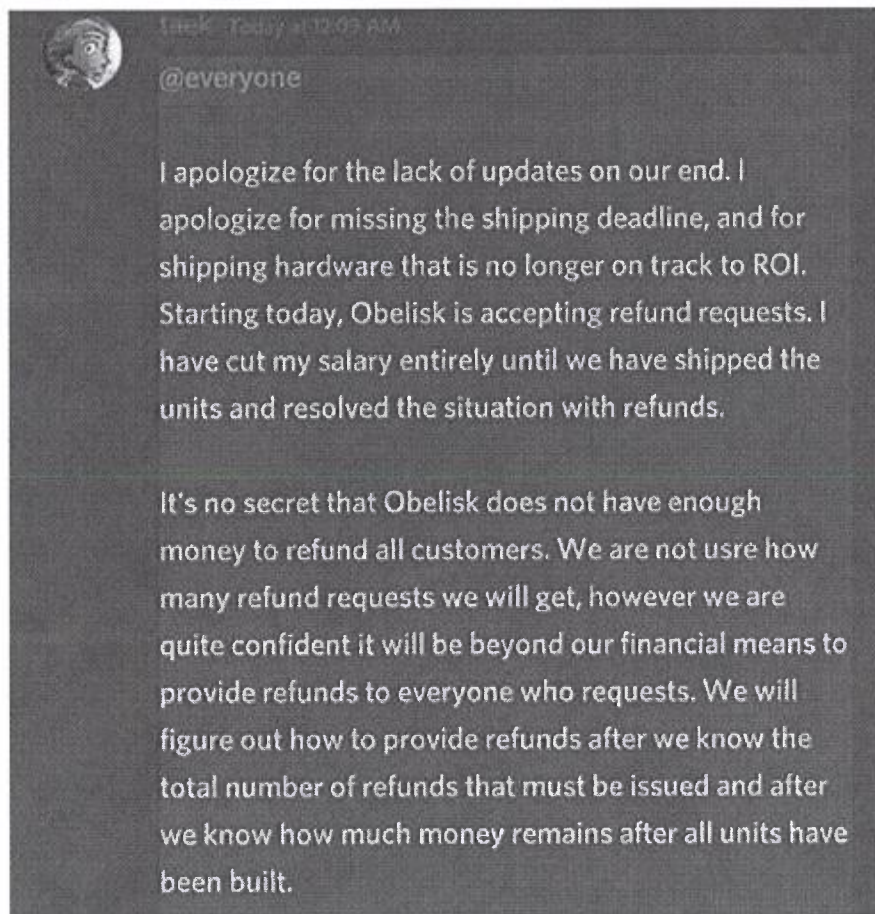 Today at 12:03 AM
@everyone
I apologize for the lack of updates on our end. I
apologize for missing the shipping deadline, and for
shipping hardware that is no longer on track to ROI.
Starting today, Obelisk is accepting refund requests. I
have cut my salary entirely until we have shipped the
units and resolved the situation with refunds.
It's no secret that Obelisk does not have enough
money to refund all customers. We are not usre how
many refund requests we will get, however we are
quite confident it will be beyond our financial means to
provide refunds to everyone who requests. We will
figure out how to provide refunds after we know the
total number of refunds that must be issued and after
we know how much money remains after all units have
been built.